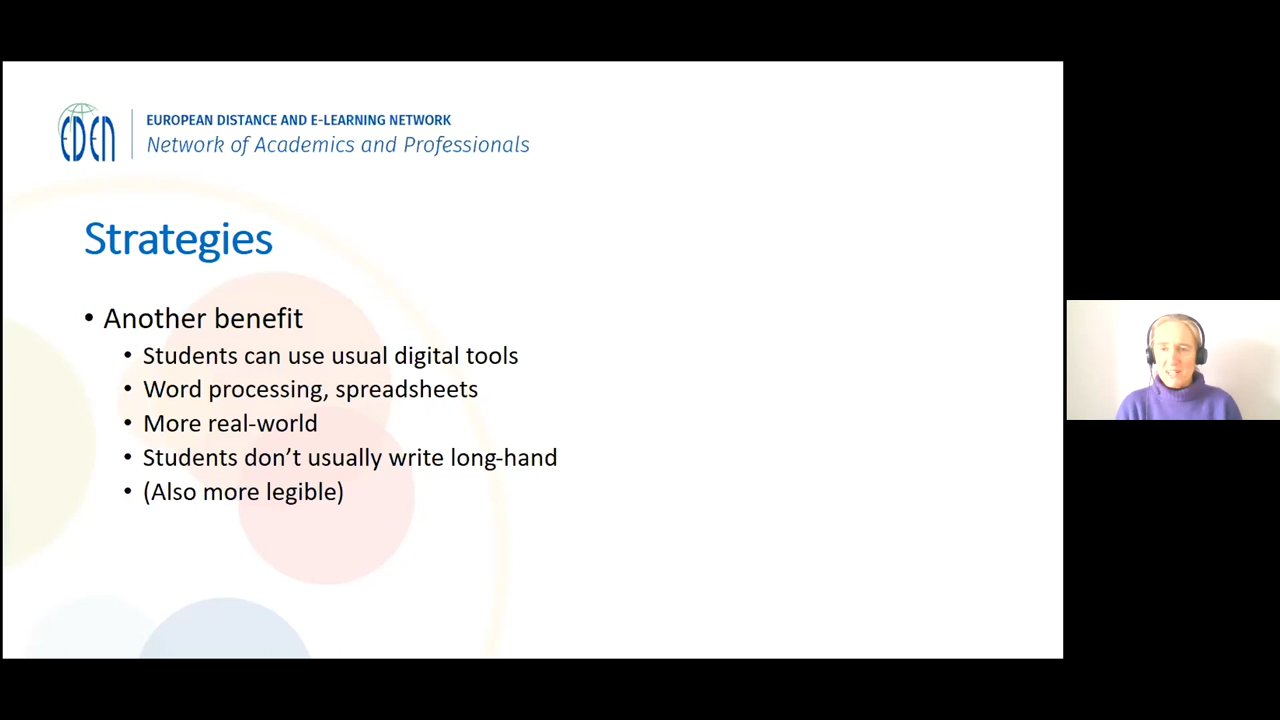 EDEN
EUROPEAN DISTANCE AND E-LEARNING NETWORK
Network of Academics and Professionals
Strategies
• Another benefit
• Students can use usual digital tools
• Word processing, spreadsheets
• More real-world
• Students don’t usually write long-hand
• (Also more legible)